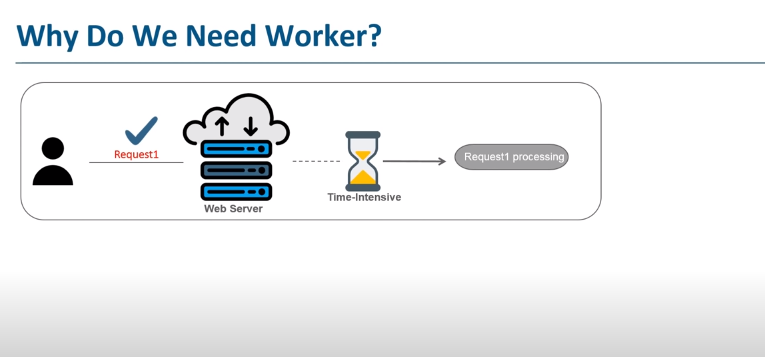 Why Do We Need Worker?
Request1
Web Server
Time-Intensive
Request1 processing